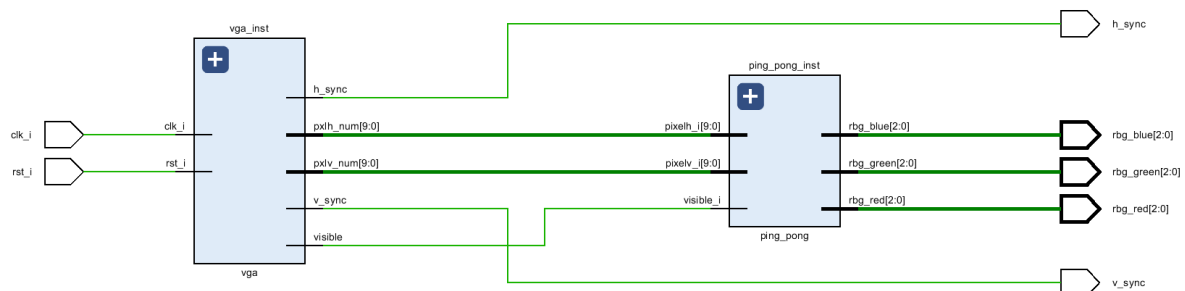 h_sync
vga_inst
ping_pong_inst
h_sync
clk_i
clk_i
pxlh_num[9:0]
pixelh_i[9:0]
rbg_blue[2:0]
rbg_blue[2:0]
rst_i
rst_i
pxlv_num[9:0]
pixelv_i[9:0]
rbg_green[2:0]
rbg_green[2:0]
v_sync
visible_i
rbg_red[2:0]
rbg_red[2:0]
visible
ping_pong
vga
v_sync